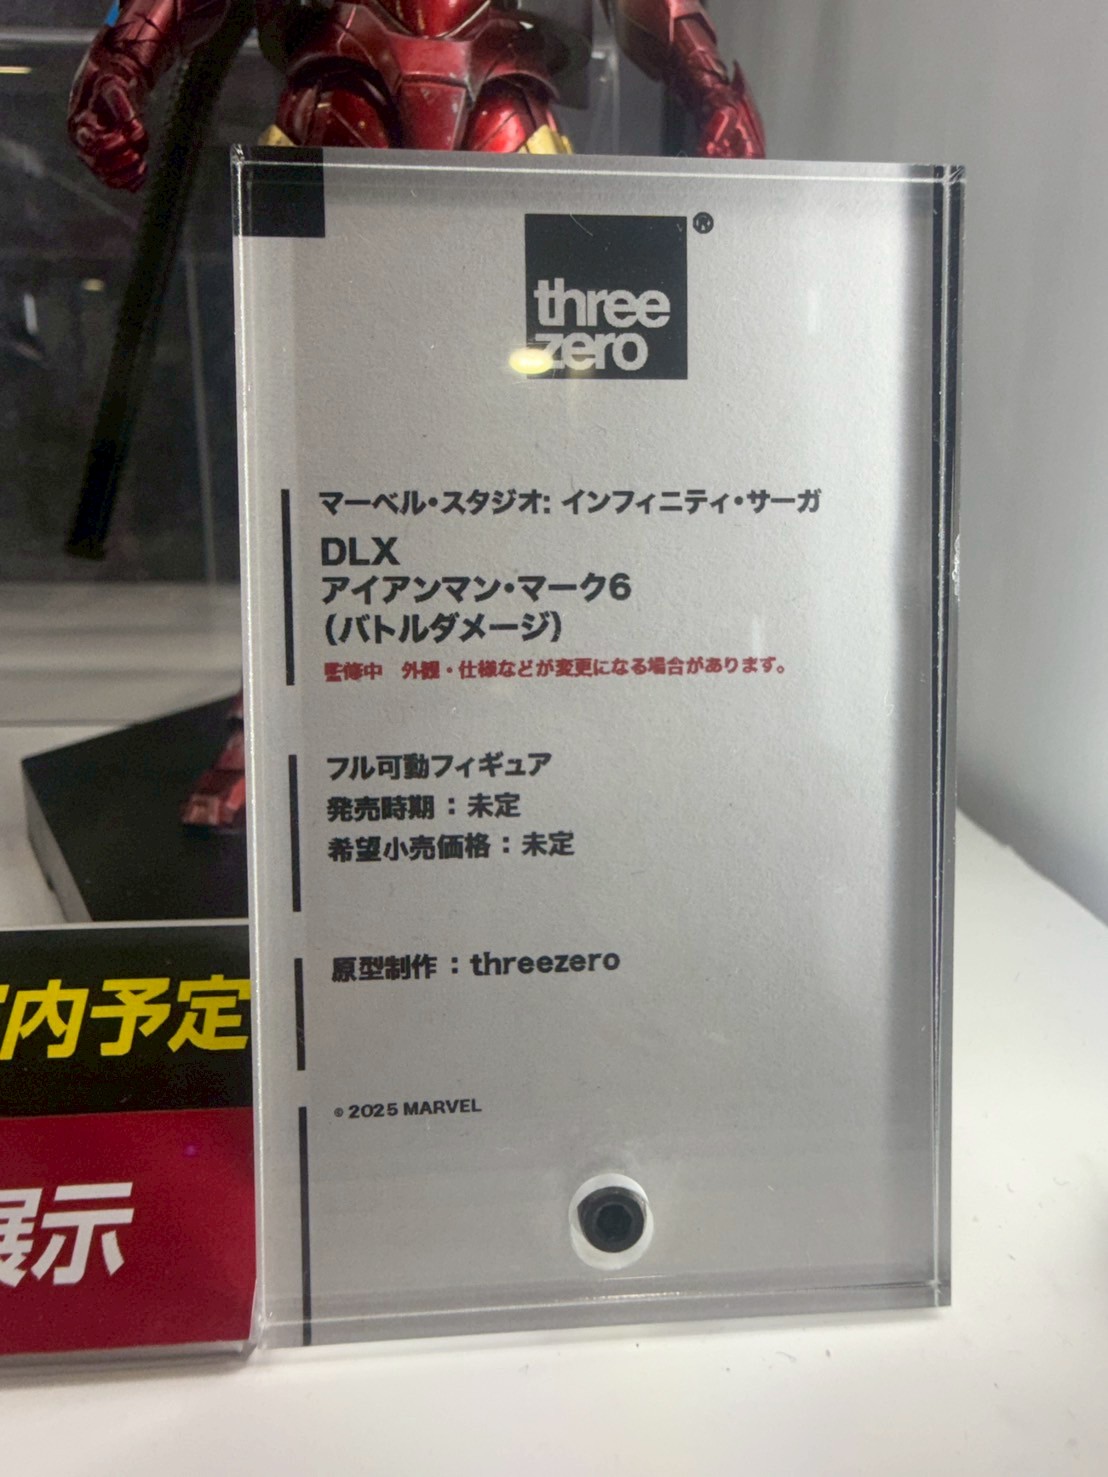 three
zero
®
マーベル・スタジオ: インフィニティ・サーガ
DLX
アイアンマン・マーク6
(バトルダメージ)
監修中　外観・仕様などが変更になる場合があります。
フル可動フィギュア
発売時期：未定
希望小売価格：未定
原型制作：threezero
© 2025 MARVEL
内予定
展示